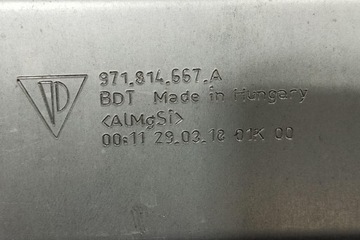 971.814.667.A
BDT Made in Hungary
<AlMgSi>
00:11 29.03.18 01K 00